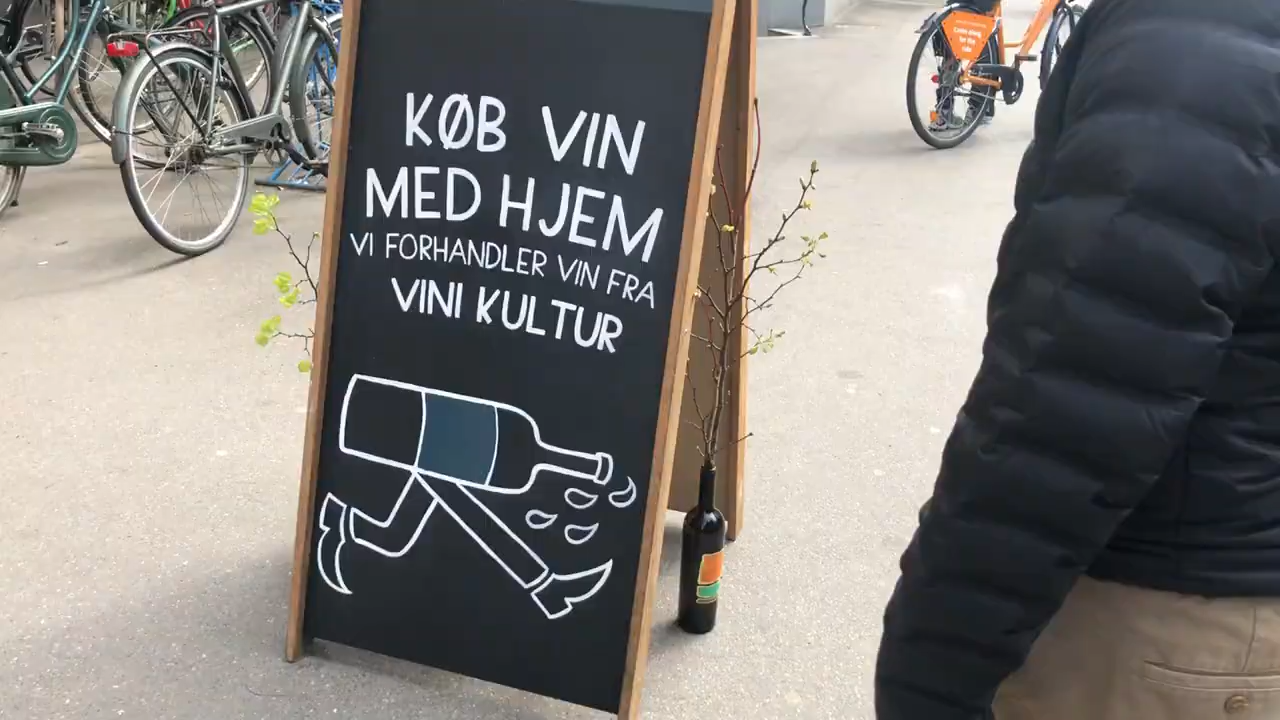 KØB VIN
MED HJEM
VI FORHANDLER VIN FRA
VINI KULTUR